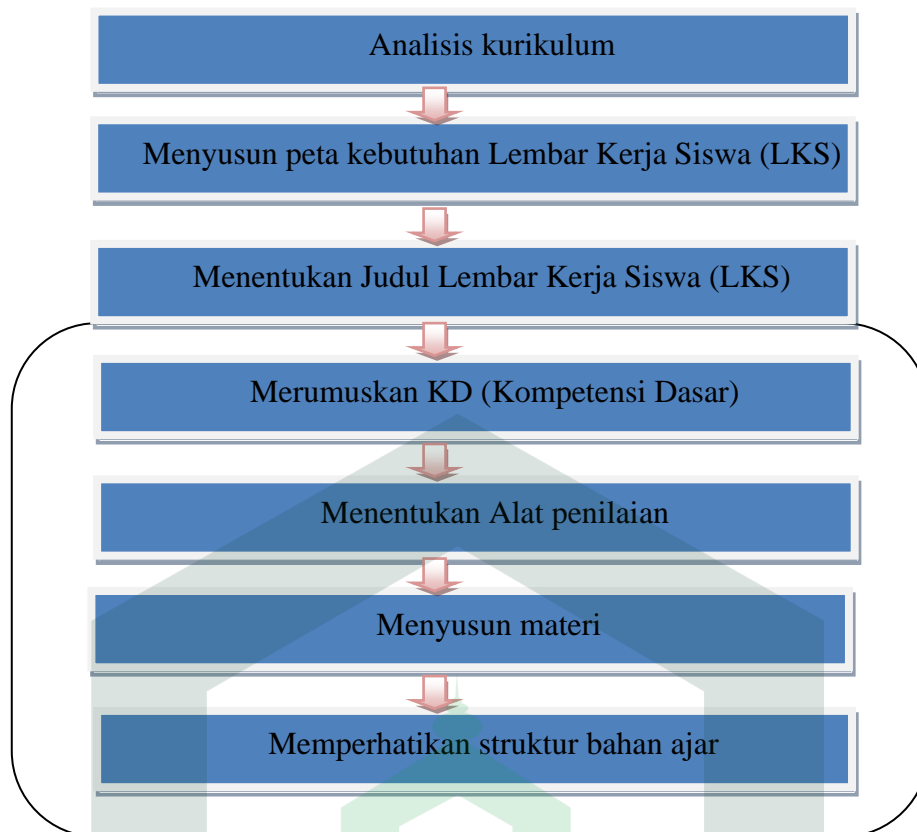 Analisis kurikulum
Menyusun peta kebutuhan Lembar Kerja Siswa (LKS)
Menentukan Judul Lembar Kerja Siswa (LKS)
Merumuskan KD (Kompetensi Dasar)
Menentukan Alat penilaian
Menyusun materi
Memperhatikan struktur bahan ajar